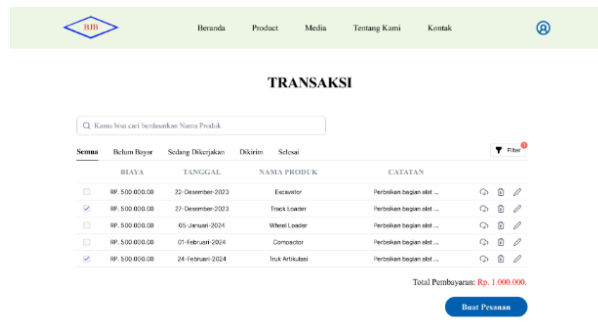 BJB Beranda Product Media Tentang Kami Kontak
TRANSAKSI
Kamu bisa cari berdasarkan Nama Produk
Semua Belum Bayar Sedang Dikerjakan Dikirim Selesai Filter 1
BIAYA TANGGAL NAMA PRODUK CATATAN
RP. 500.000.00 22-Desember-2023 Excavator Perbaikan bagian alat ...
RP. 500.000.00 27-Desember-2023 Track Loader Perbaikan bagian alat ...
RP. 500.000.00 05-Januari-2024 Wheel Loader Perbaikan bagian alat ...
RP. 500.000.00 01-Februari-2024 Compactor Perbaikan bagian alat ...
RP. 500.000.00 24-Februari-2024 Truk Artikulasi Perbaikan bagian alat ...
Total Pembayaran: Rp. 1.000.000.
Buat Pesanan